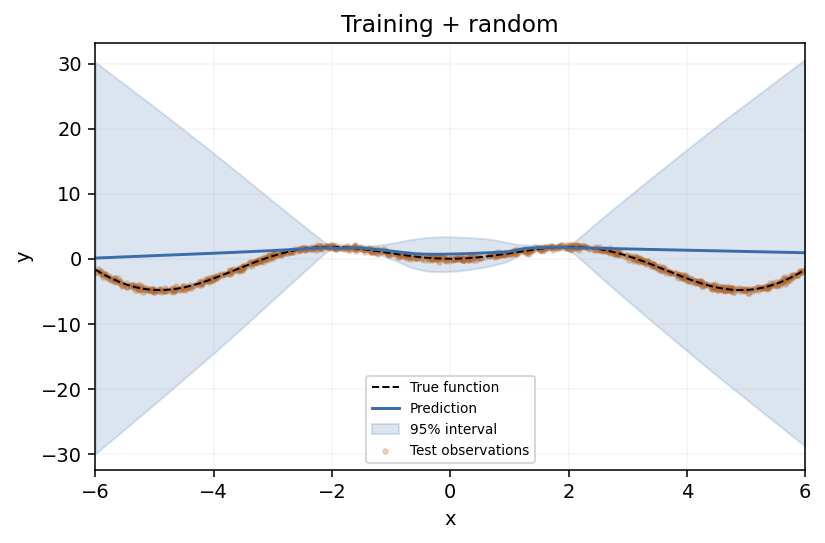 Training + random
30
20
10
0
−10
−20
−30
y
True function
Prediction
95% interval
Test observations
−6 −4 −2 0 2 4 6
x